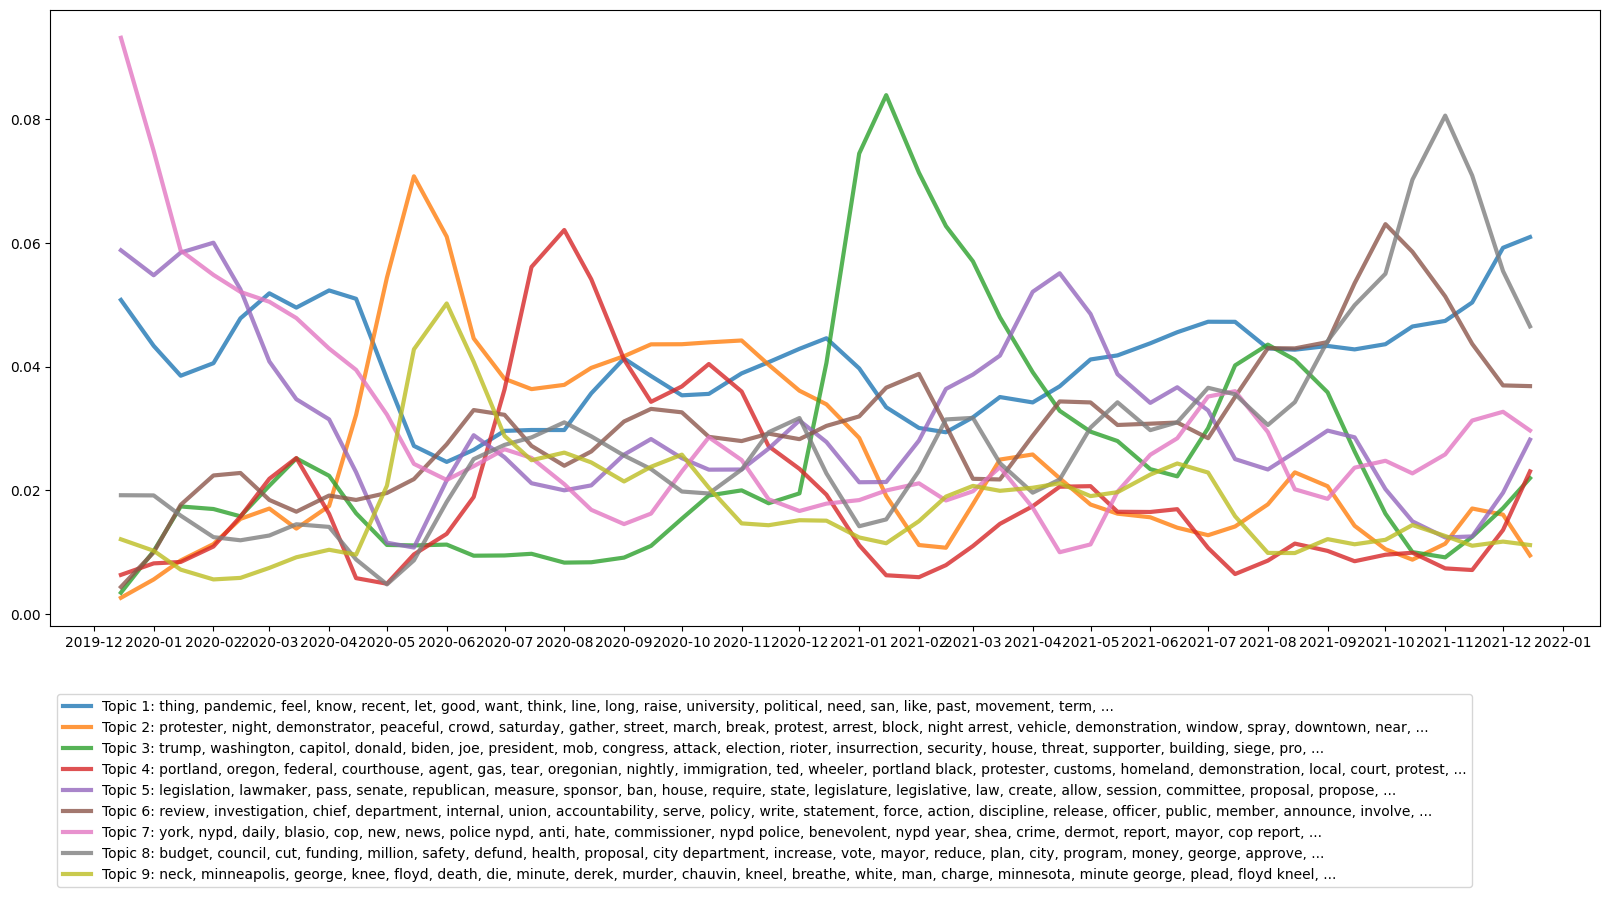 0.08
0.06
0.04
0.02
0.00
2019-12 2020-01 2020-02 2020-03 2020-04 2020-05 2020-06 2020-07 2020-08 2020-09 2020-10 2020-11 2020-12 2021-01 2021-02 2021-03 2021-04 2021-05 2021-06 2021-07 2021-08 2021-09 2021-10 2021-11 2021-12 2022-01
Topic 1: thing, pandemic, feel, know, recent, let, good, want, think, line, long, raise, university, political, need, san, like, past, movement, term, ...
Topic 2: protester, night, demonstrator, peaceful, crowd, saturday, gather, street, march, break, protest, arrest, block, night arrest, vehicle, demonstration, window, spray, downtown, near, ...
Topic 3: trump, washington, capitol, donald, biden, joe, president, mob, congress, attack, election, rioter, insurrection, security, house, threat, supporter, building, siege, pro, ...
Topic 4: portland, oregon, federal, courthouse, agent, gas, tear, oregonian, nightly, immigration, ted, wheeler, portland black, protester, customs, homeland, demonstration, local, court, protest, ...
Topic 5: legislation, lawmaker, pass, senate, republican, measure, sponsor, ban, house, require, state, legislature, legislative, law, create, allow, session, committee, proposal, propose, ...
Topic 6: review, investigation, chief, department, internal, union, accountability, serve, policy, write, statement, force, action, discipline, release, officer, public, member, announce, involve, ...
Topic 7: york, nypd, daily, blasio, cop, new, news, police nypd, anti, hate, commissioner, nypd police, benevolent, nypd year, shea, crime, dermot, report, mayor, cop report, ...
Topic 8: budget, council, cut, funding, million, safety, defund, health, proposal, city department, increase, vote, mayor, reduce, plan, city, program, money, george, approve, ...
Topic 9: neck, minneapolis, george, knee, floyd, death, die, minute, derek, murder, chauvin, kneel, breathe, white, man, charge, minnesota, minute george, plead, floyd kneel, ...